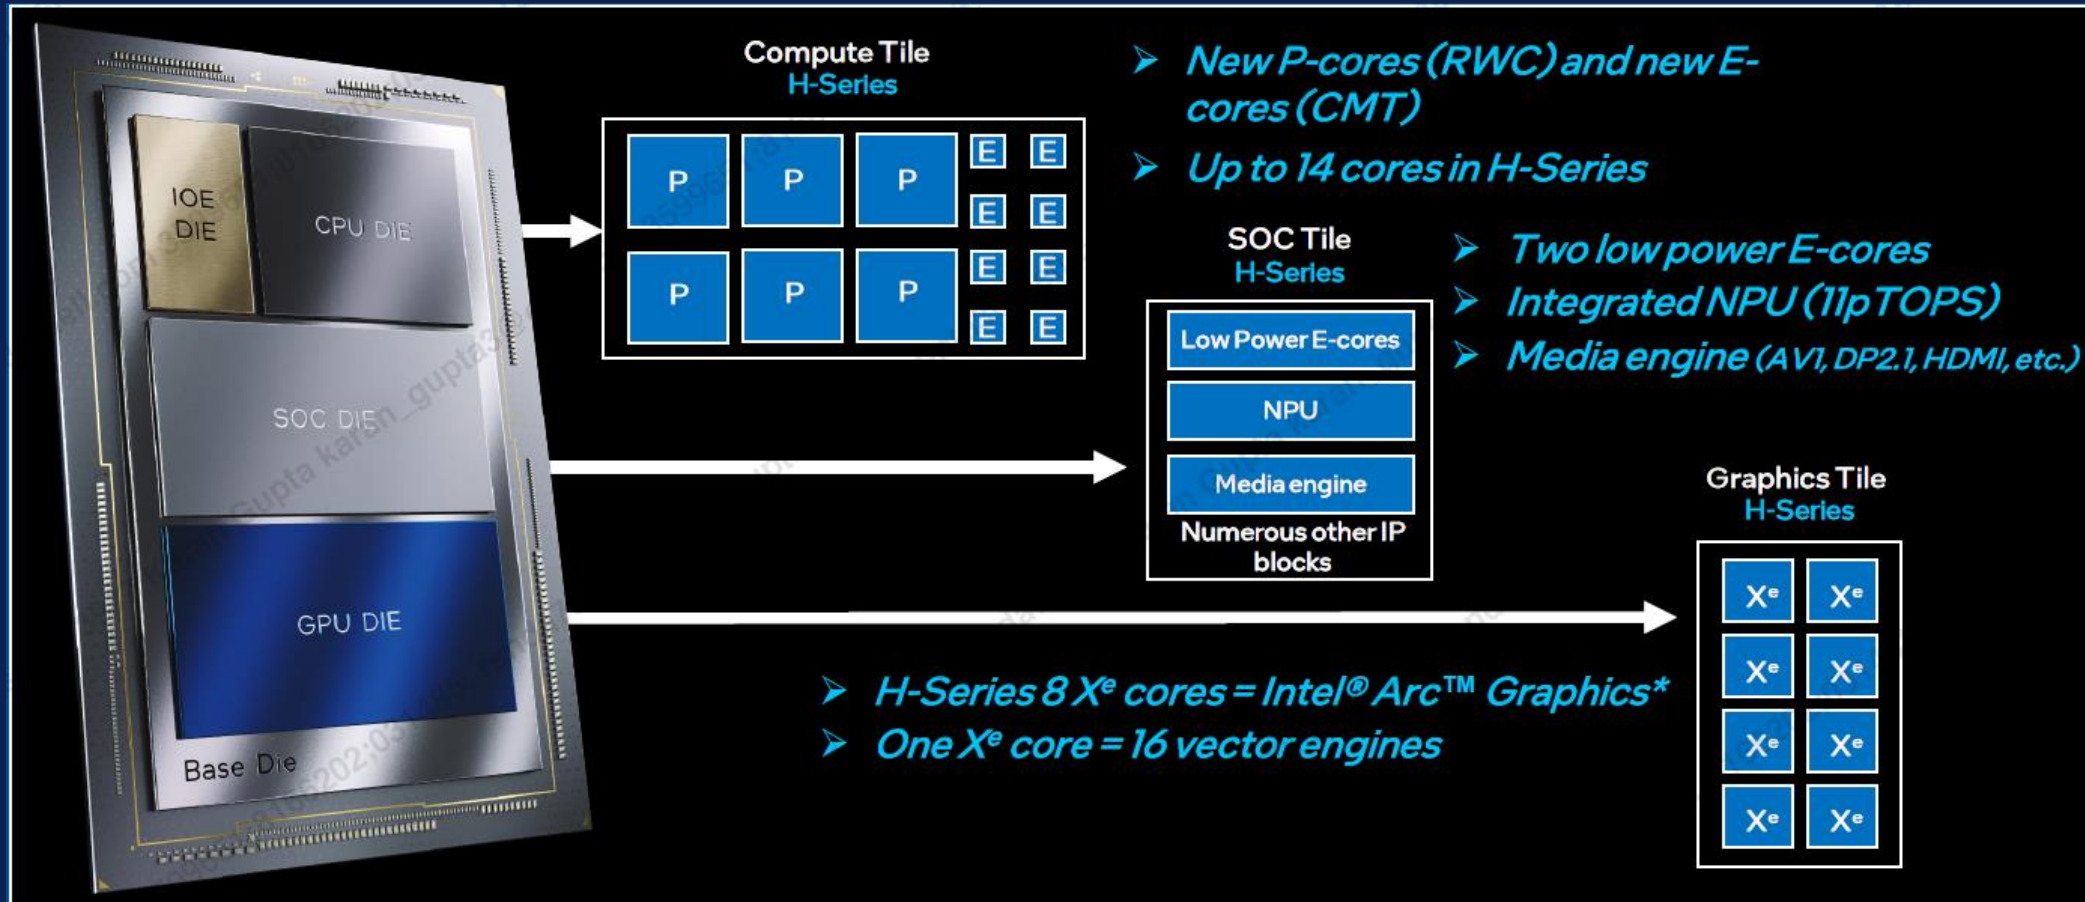 IOE
DIE
CPU DIE
SOC DIE
GPU DIE
Base Die
Compute Tile
H-Series
P P P E E
E E
P P P E E
E E
➤ New P-cores (RWC) and new E-
cores (CMT)
➤ Up to 14 cores in H-Series
SOC Tile
H-Series
Low Power E-cores
NPU
Media engine
Numerous other IP
blocks
➤ Two low power E-cores
➤ Integrated NPU (11pTOPS)
➤ Media engine (AV1, DP2.1, HDMI, etc.)
Graphics Tile
H-Series
Xᵉ Xᵉ
Xᵉ Xᵉ
Xᵉ Xᵉ
Xᵉ Xᵉ
➤ H-Series 8 Xᵉ cores = Intel® Arc™ Graphics*
➤ One Xᵉ core = 16 vector engines
Gupta karan_gupta3@